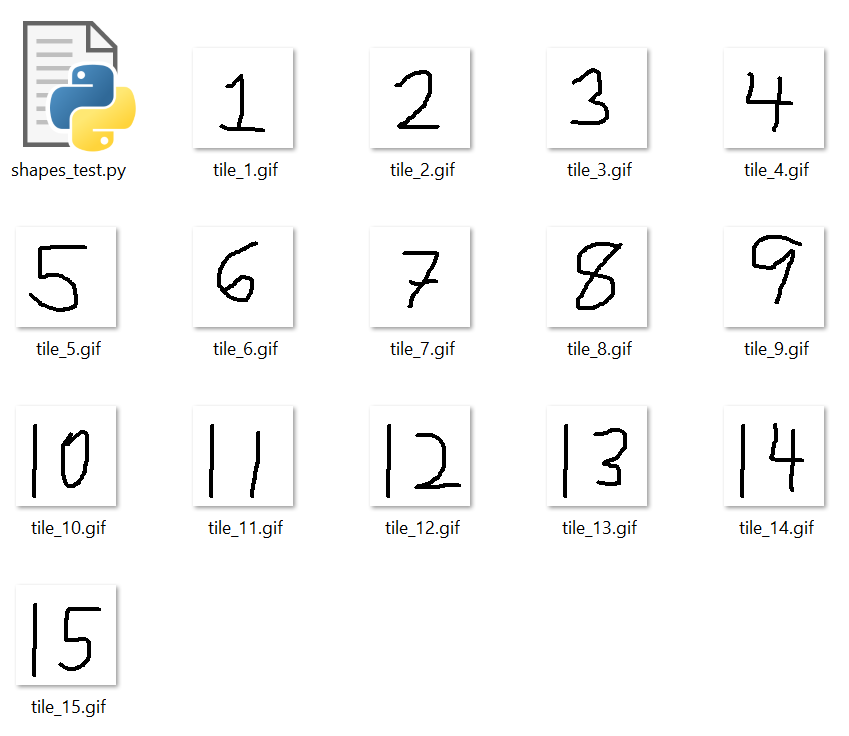 1 2 3 4
shapes_test.py tile_1.gif tile_2.gif tile_3.gif tile_4.gif
5 6 7 8 9
tile_5.gif tile_6.gif tile_7.gif tile_8.gif tile_9.gif
10 11 12 13 14
tile_10.gif tile_11.gif tile_12.gif tile_13.gif tile_14.gif
15
tile_15.gif